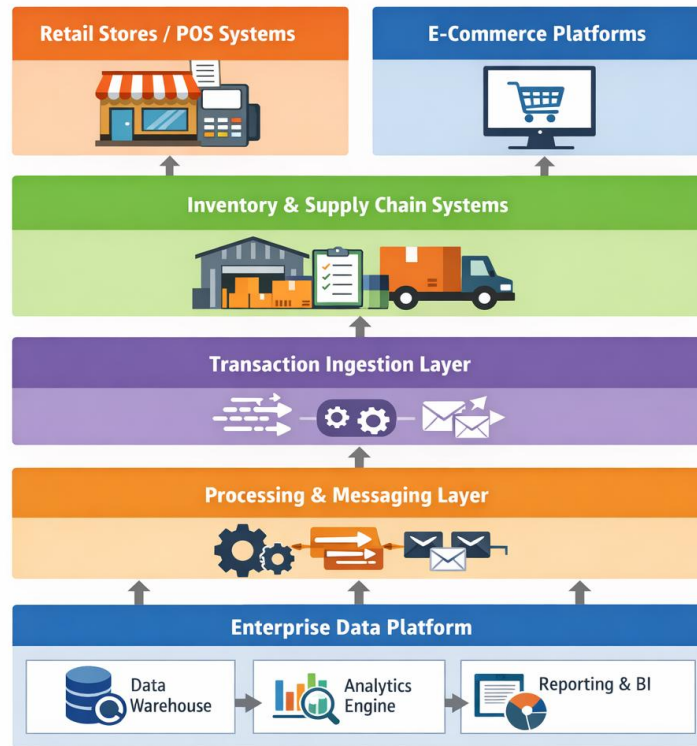 Retail Stores / POS Systems
E-Commerce Platforms
Inventory & Supply Chain Systems
Transaction Ingestion Layer
Processing & Messaging Layer
Enterprise Data Platform
Data
Warehouse
Analytics
Engine
Reporting & BI